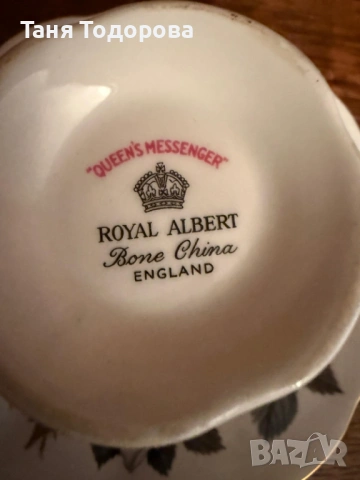 Таня Тодорова
"QUEEN'S MESSENGER"
ROYAL ALBERT
Bone China
ENGLAND
BAZAR